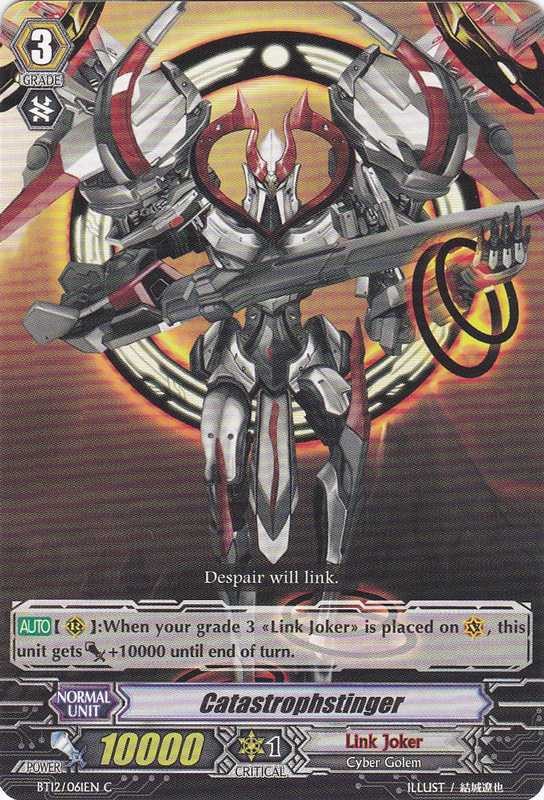 3
GRADE
Despair will link.
AUTO【 R 】:When your grade 3 «Link Joker» is placed on V, this
unit gets +10000 until end of turn.
NORMAL
UNIT
Catastrophstinger
POWER
10000
1
CRITICAL
Link Joker
Cyber Golem
BT12/061EN C
ILLUST / 結城遼也